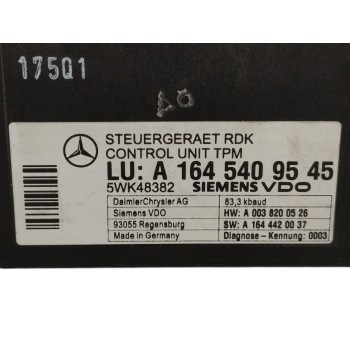 17501
STEUERGERAET RDK
CONTROL UNIT TPM
LU: A 164 540 95 45
5WK48382 SIEMENS VDO
DaimlerChrysler AG 83,3 kbaud
Siemens VDO HW: A 003 820 05 26
93055 Regensburg SW: A 164 442 00 37
Made in Germany Diagnose - Kennung: 0003